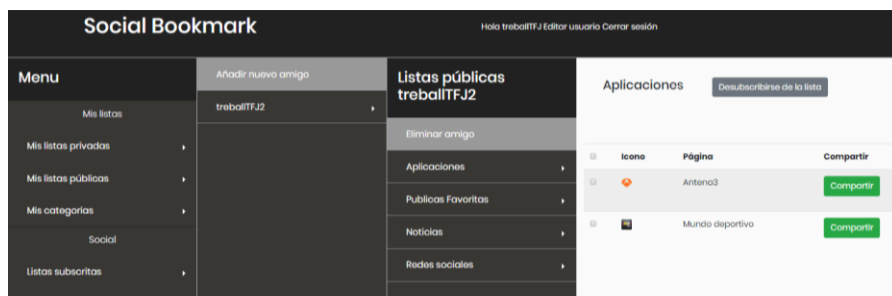 Social Bookmark
Hola treballTFJ Editar usuario Cerrar sesión
Menu
Mis listas
Mis listas privadas
Mis listas públicas
Mis categorias
Social
Listas subscritas
Añadir nuevo amigo
treballTFJ2
Listas públicas
treballTFJ2
Eliminar amigo
Aplicaciones
Publicas Favoritas
Noticias
Redes sociales
Aplicaciones
Desubscribirse de la lista
Icono Página Compartir
Antena3 Compartir
Mundo deportivo Compartir